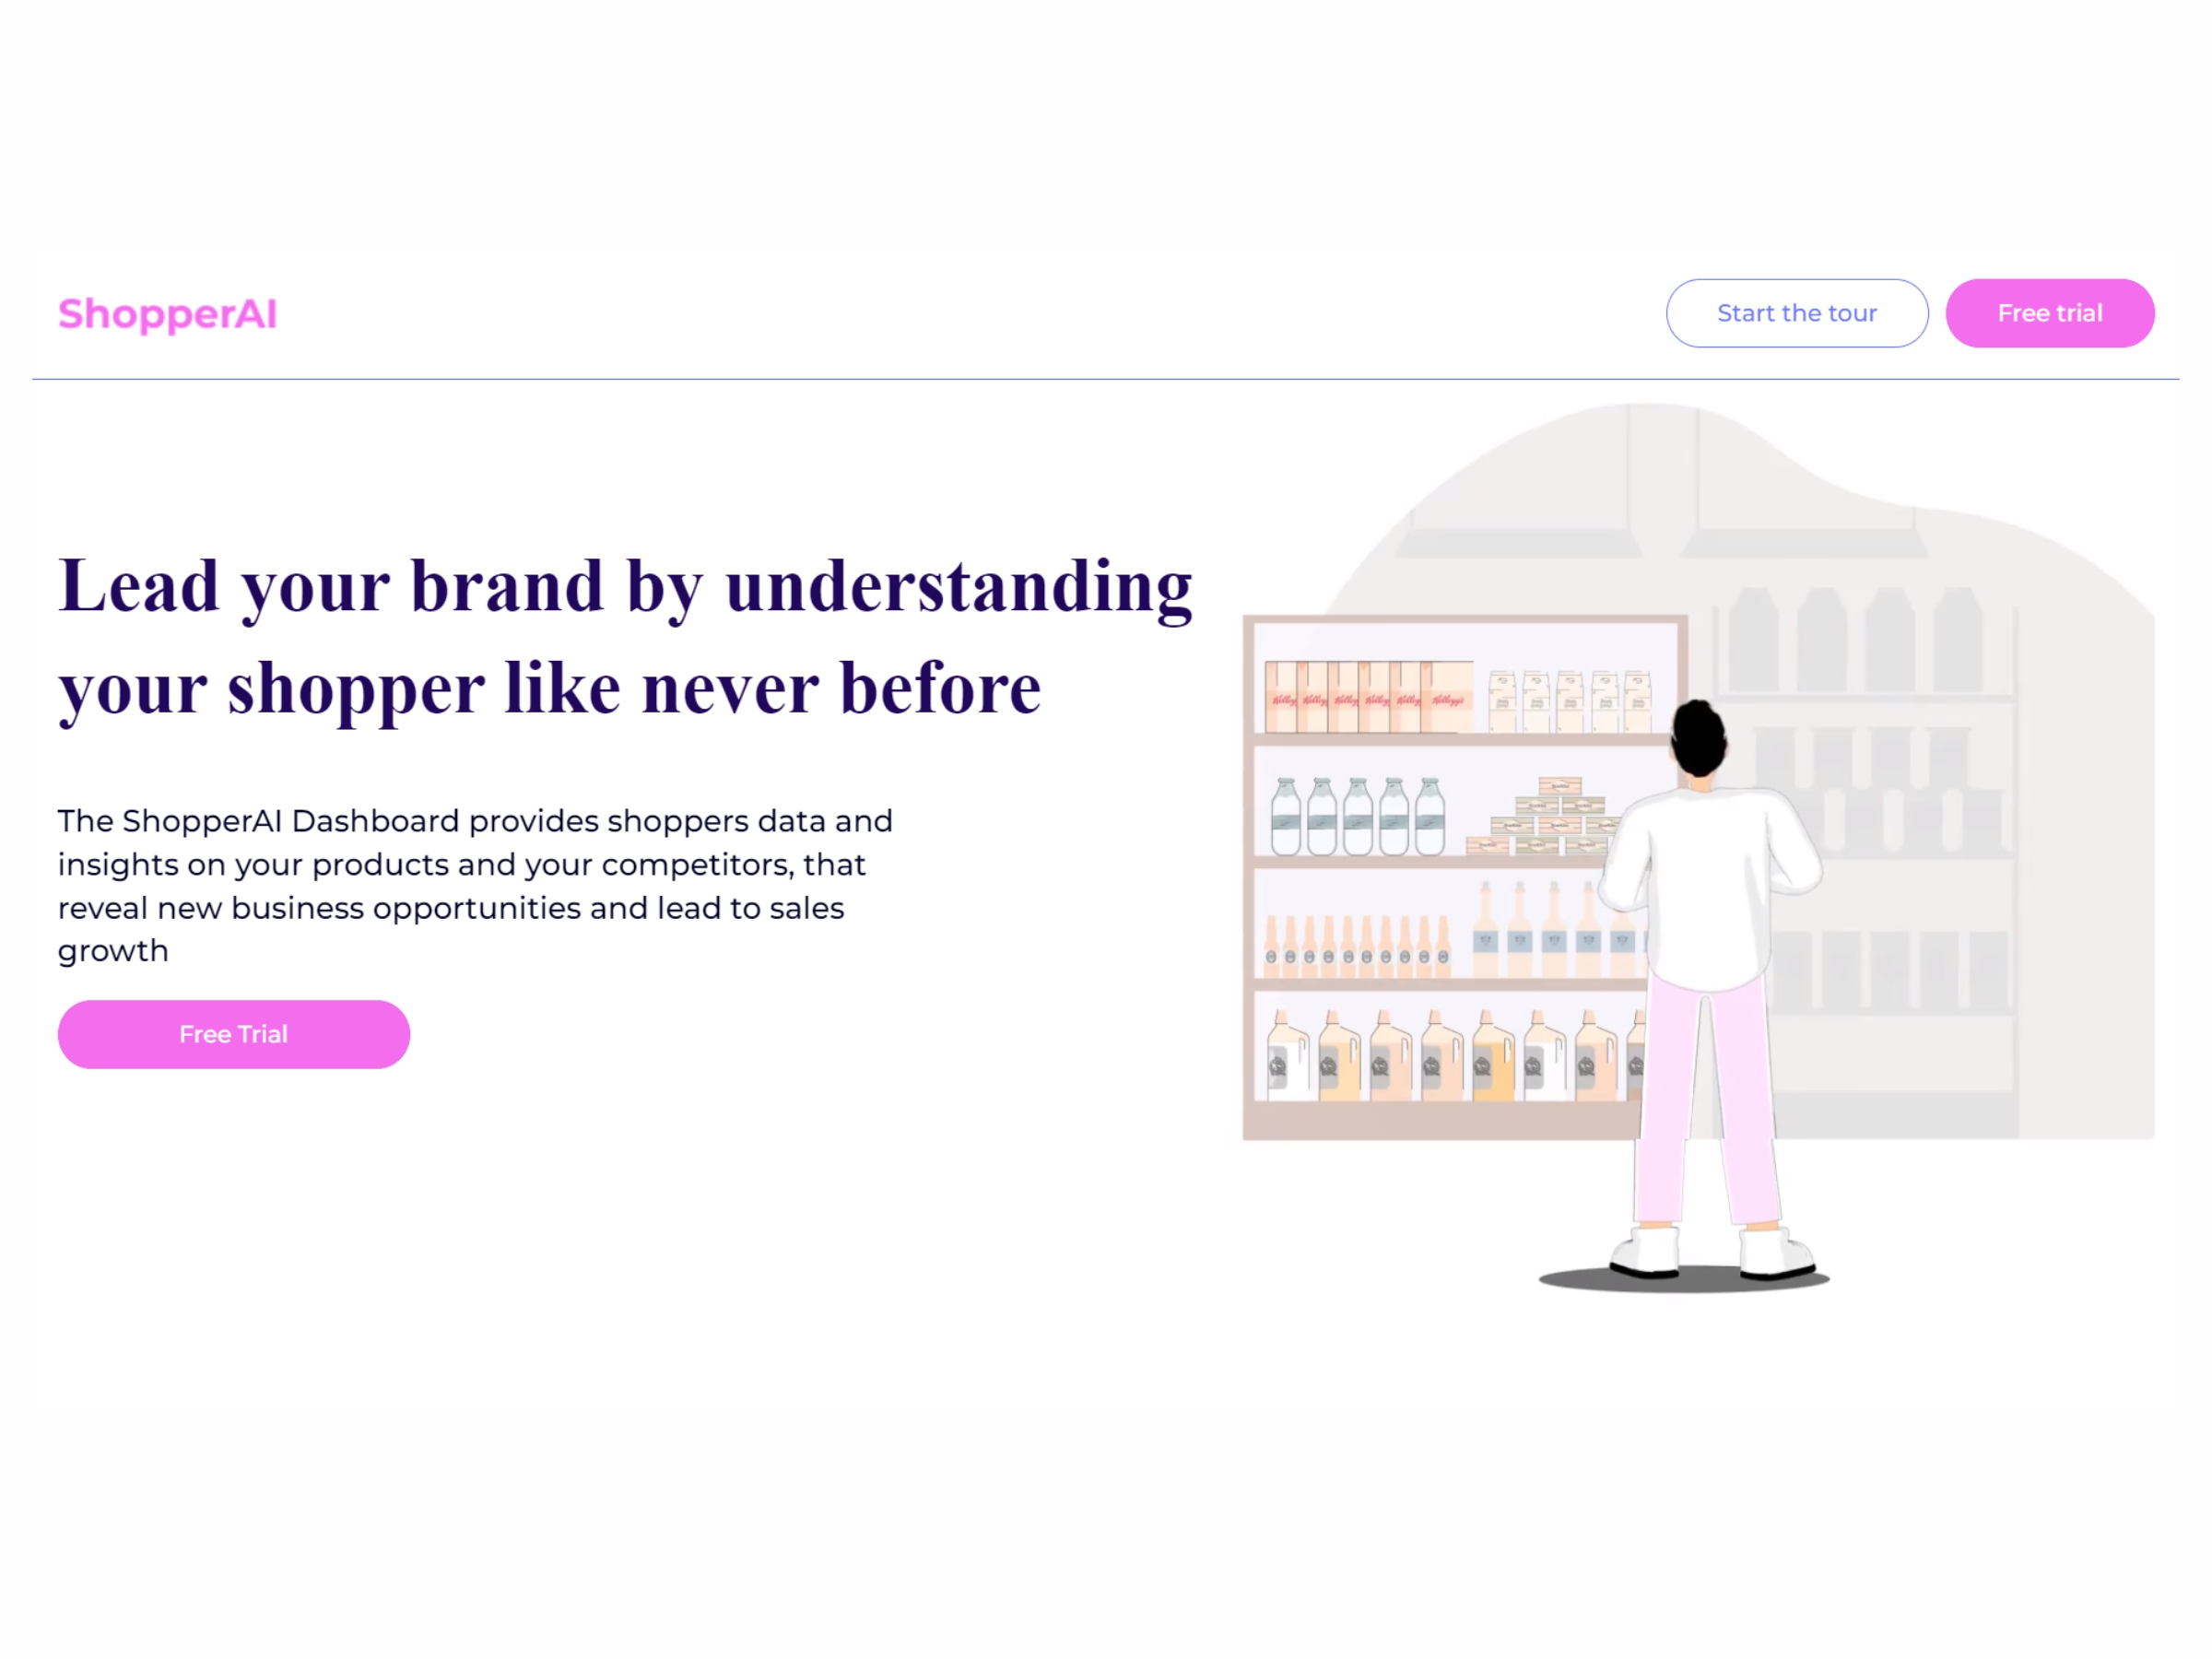 ShopperAI
Start the tour
Free trial
Lead your brand by understanding
your shopper like never before
The ShopperAI Dashboard provides shoppers data and
insights on your products and your competitors, that
reveal new business opportunities and lead to sales
growth
Free Trial
Kellogg's